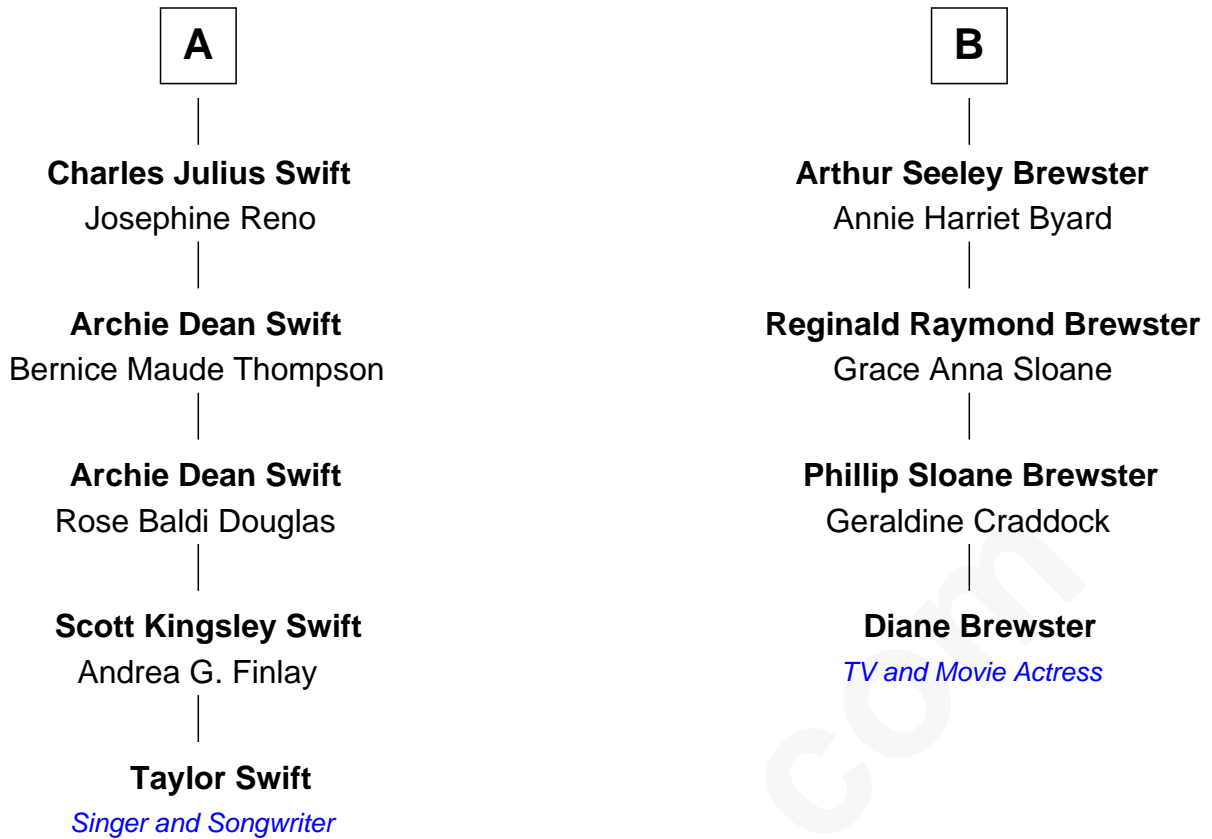 A
Charles Julius Swift
Josephine Reno
Archie Dean Swift
Bernice Maude Thompson
Archie Dean Swift
Rose Baldi Douglas
Scott Kingsley Swift
Andrea G. Finlay
Taylor Swift
Singer and Songwriter
B
Arthur Seeley Brewster
Annie Harriet Byard
Reginald Raymond Brewster
Grace Anna Sloane
Phillip Sloane Brewster
Geraldine Craddock
Diane Brewster
TV and Movie Actress
com